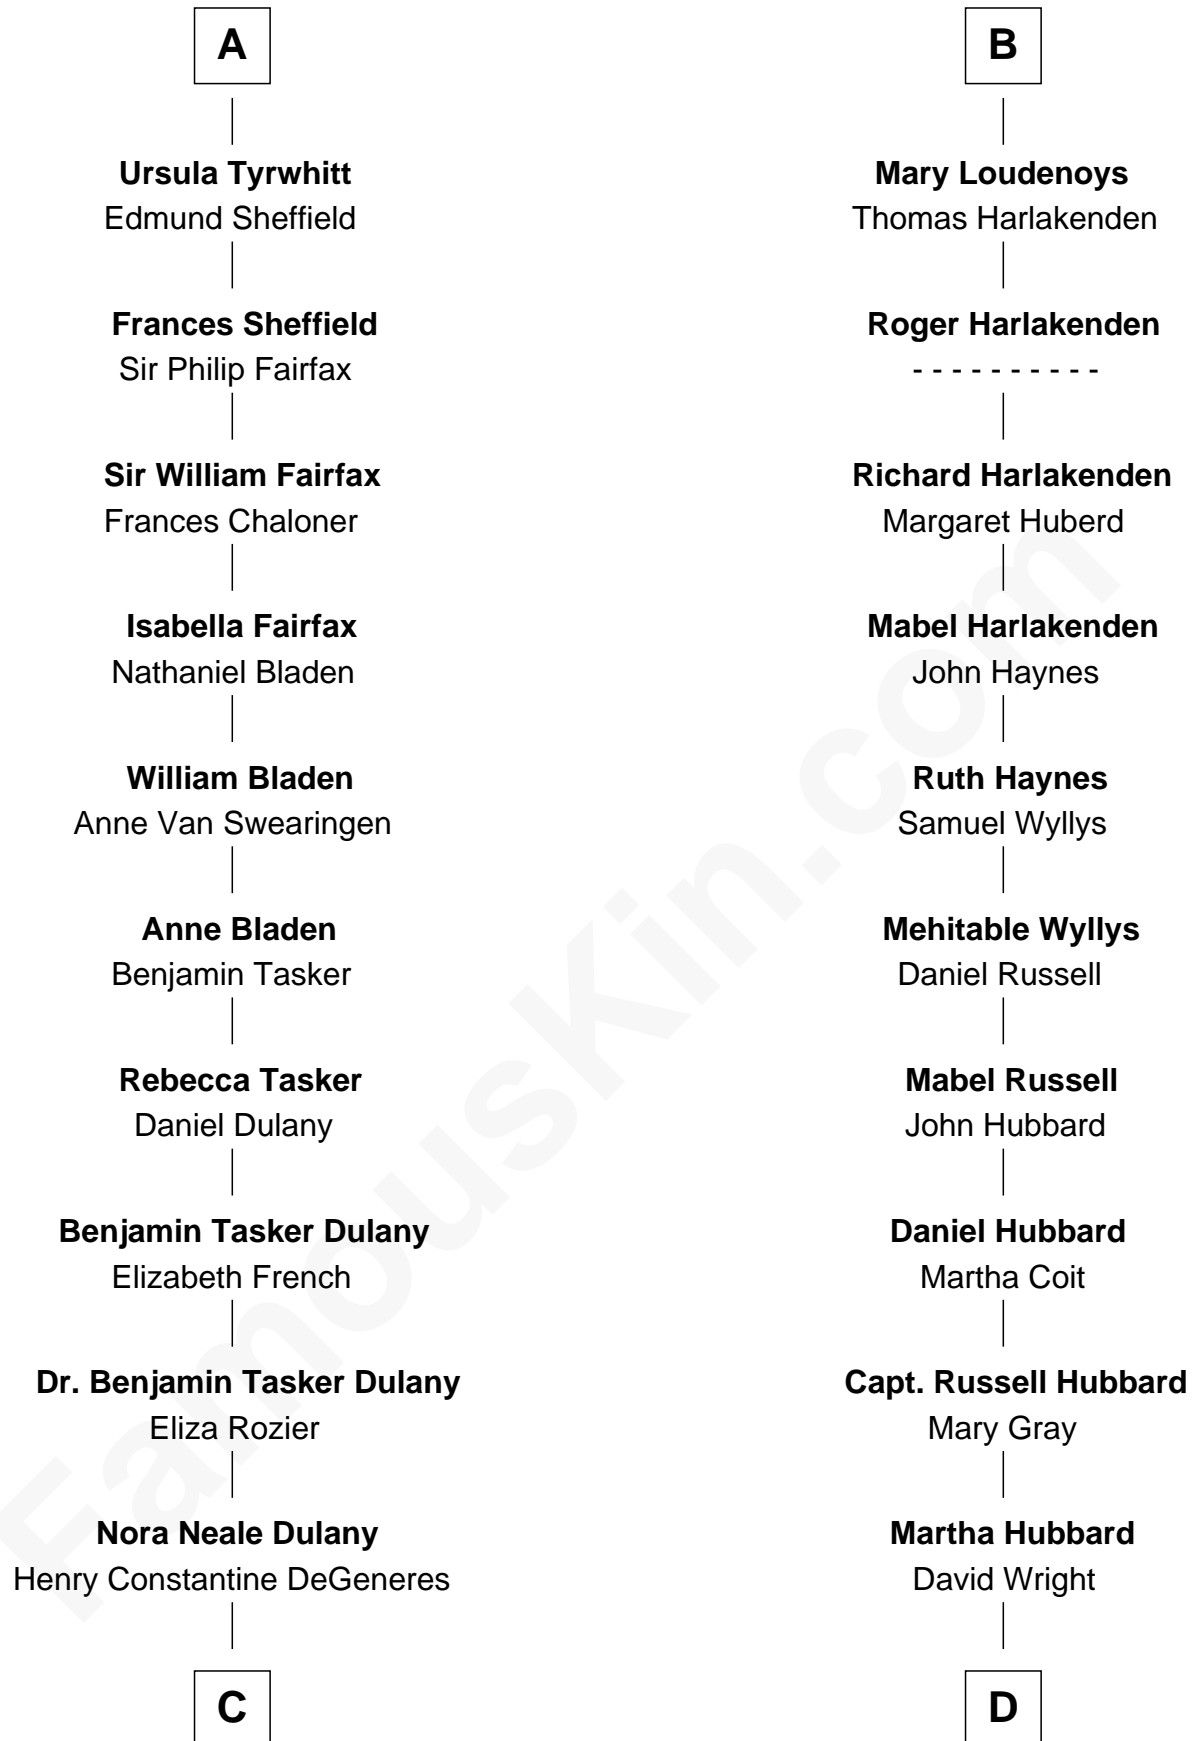 A
Ursula Tyrwhitt
Edmund Sheffield
Frances Sheffield
Sir Philip Fairfax
Sir William Fairfax
Frances Chaloner
Isabella Fairfax
Nathaniel Bladen
William Bladen
Anne Van Swearingen
Anne Bladen
Benjamin Tasker
Rebecca Tasker
Daniel Dulany
Benjamin Tasker Dulany
Elizabeth French
Dr. Benjamin Tasker Dulany
Eliza Rozier
Nora Neale Dulany
Henry Constantine DeGeneres
C
B
Mary Loudenoys
Thomas Harlakenden
Roger Harlakenden
- - - - - - - - - -
Richard Harlakenden
Margaret Huberd
Mabel Harlakenden
John Haynes
Ruth Haynes
Samuel Wyllys
Mehitable Wyllys
Daniel Russell
Mabel Russell
John Hubbard
Daniel Hubbard
Martha Coit
Capt. Russell Hubbard
Mary Gray
Martha Hubbard
David Wright
D
FamousKin.com